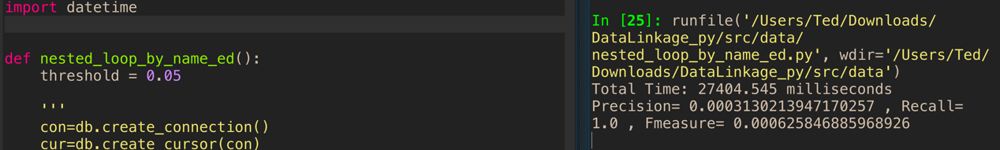 import datetime
def nested_loop_by_name_ed():
    threshold = 0.05
    '''
    con=db.create_connection()
    cur=db.create_cursor(con)
In [25]: runfile('/Users/Ted/Downloads/
DataLinkage_py/src/data/
nested_loop_by_name_ed.py', wdir='/Users/Ted/
Downloads/DataLinkage_py/src/data')
Total Time: 27404.545 milliseconds
Precision= 0.0003130213947170257 , Recall=
1.0 , Fmeasure= 0.000625846885968926